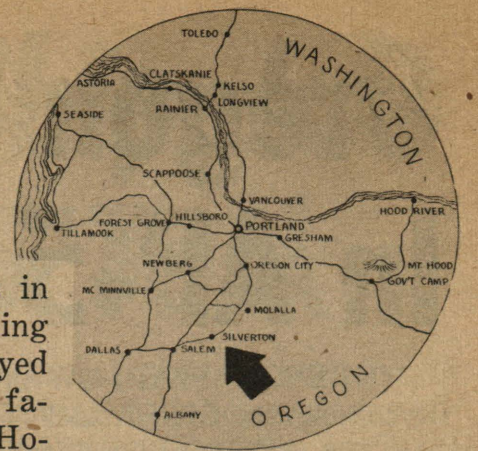 TOLEDO
WASHINGTON
CLATSKANIE
ASTORIA
KELSO
LONGVIEW
RAINIER
SEASIDE
SCAPPOOSE
VANCOUVER
HOOD RIVER
FOREST GROVE
HILLSBORO
PORTLAND
TILLAMOOK
GRESHAM
NEWBERG
OREGON CITY
MT. HOOD
GOV'T CAMP
MC MINNVILLE
MOLALLA
SILVERTON
DALLAS
SALEM
OREGON
ALBANY
in
ing
yed
fa-
Ho-